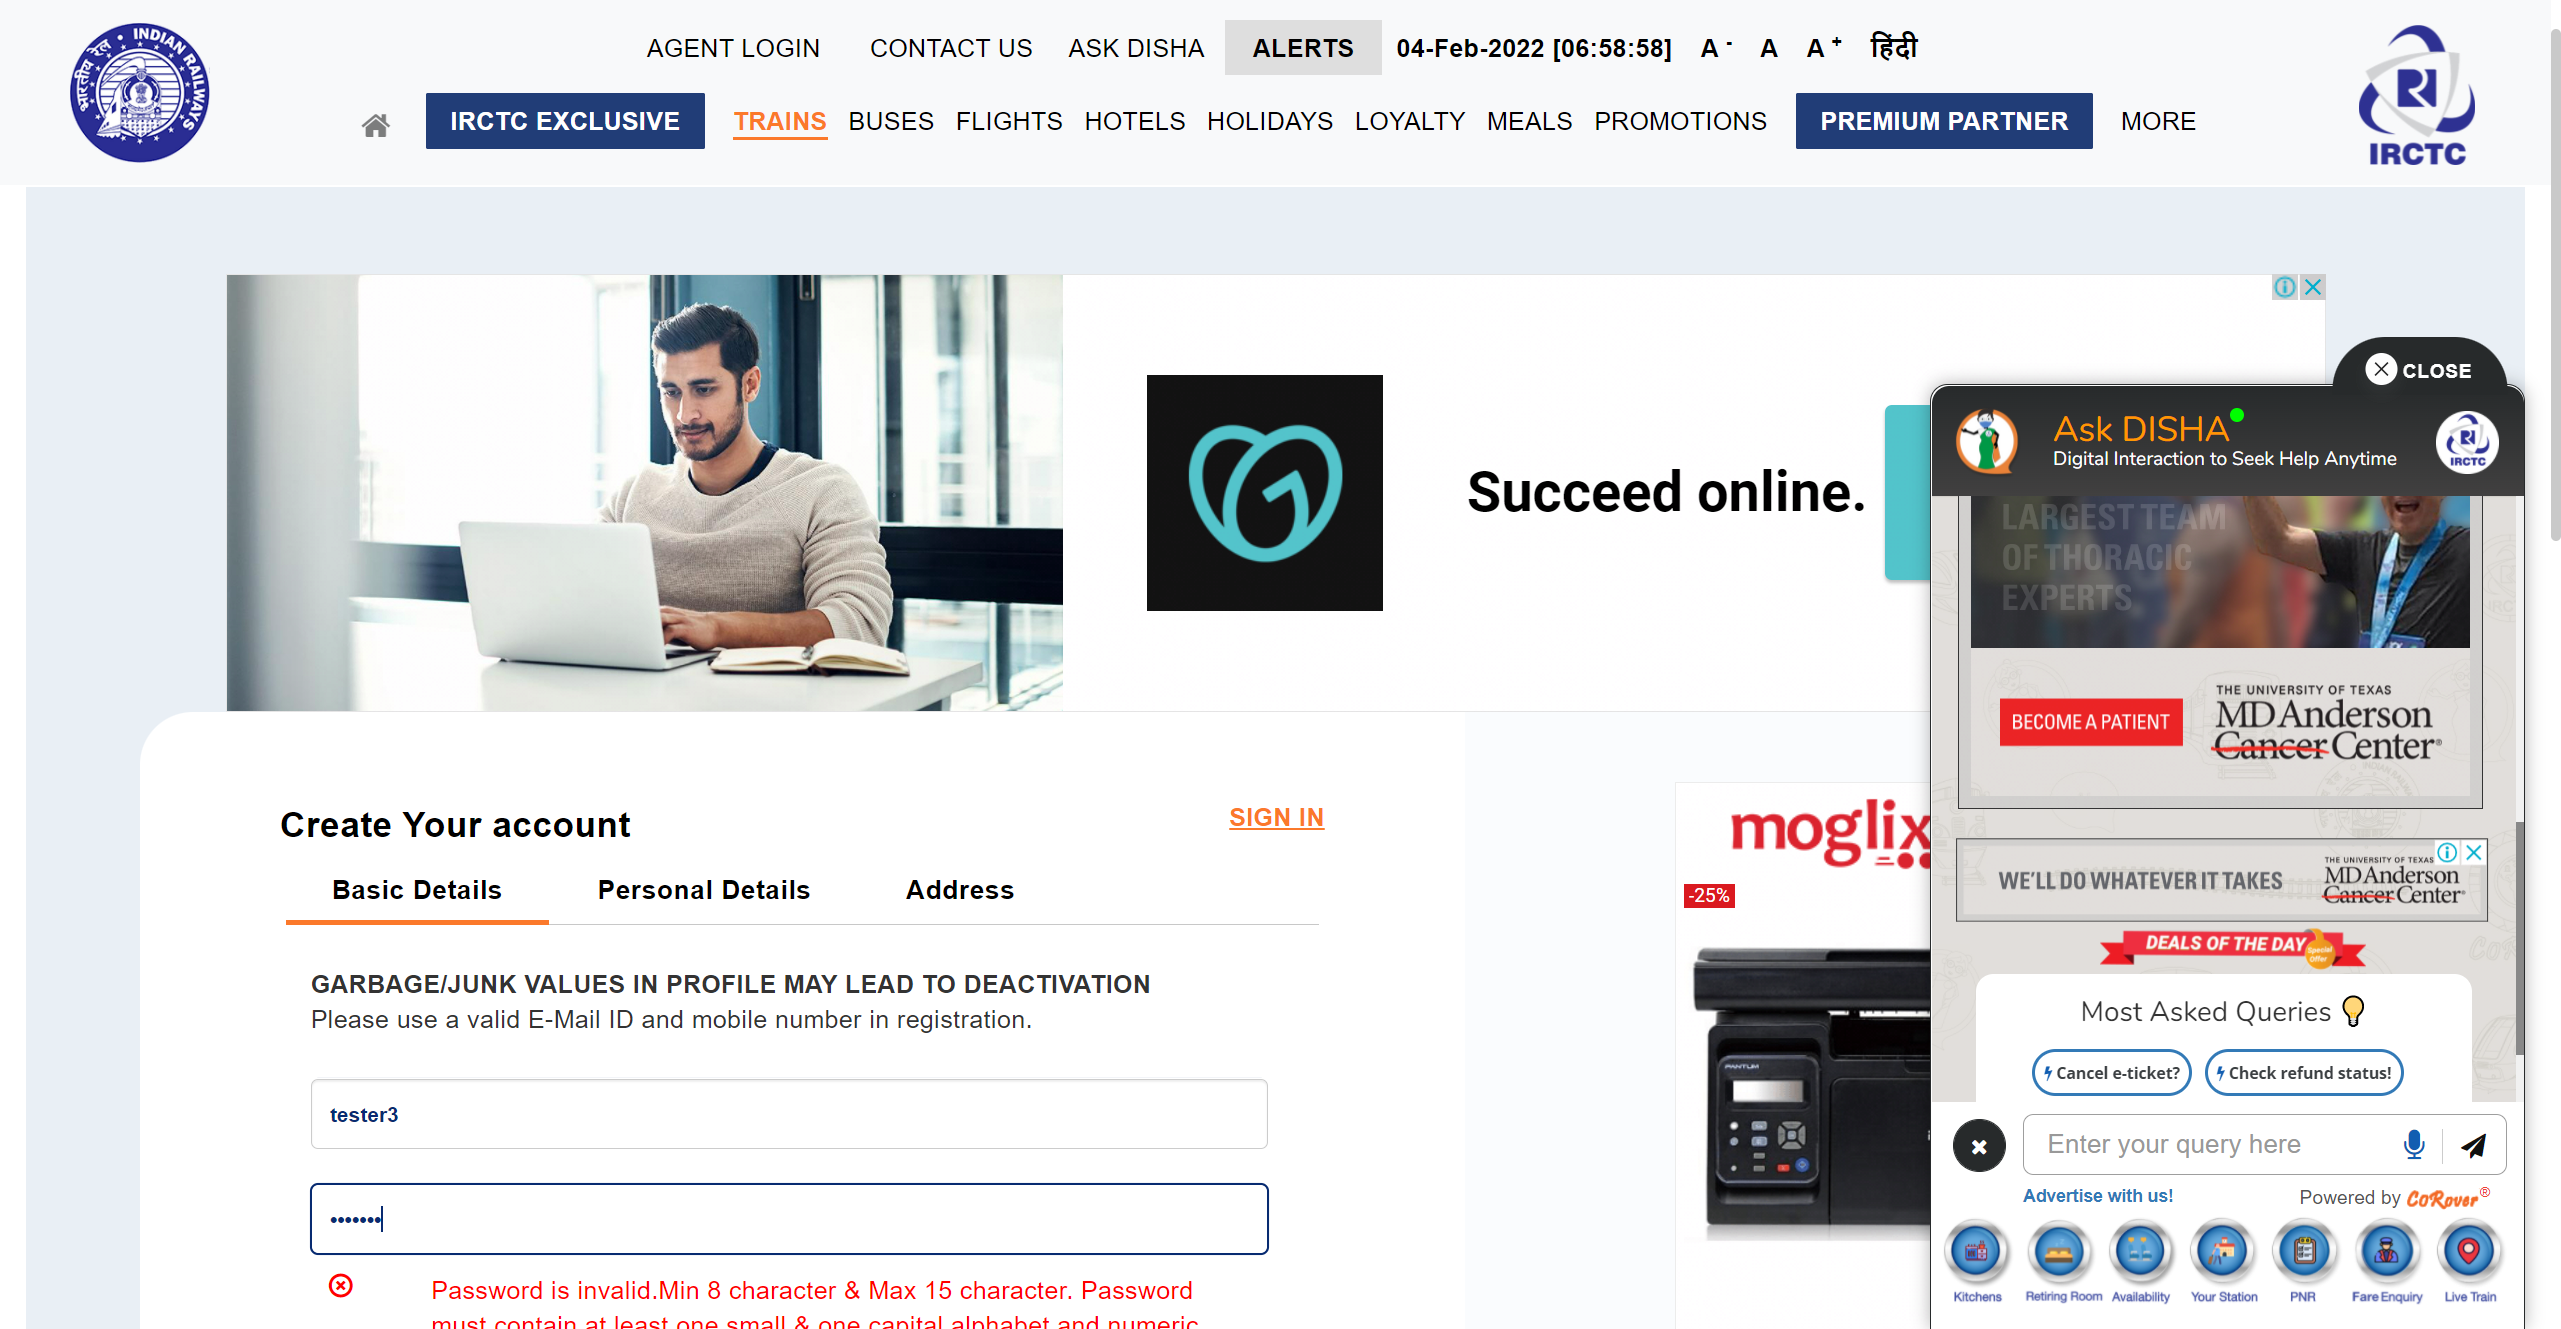 AGENT LOGIN CONTACT US ASK DISHA ALERTS 04-Feb-2022 [06:58:58] A - A A + हिंदी
भारतीय रेल • INDIAN RAILWAYS
IRCTC EXCLUSIVE TRAINS BUSES FLIGHTS HOTELS HOLIDAYS LOYALTY MEALS PROMOTIONS PREMIUM PARTNER MORE
IRCTC
Succeed online.
CLOSE
Ask DISHA
Digital Interaction to Seek Help Anytime
IRCTC
LARGEST TEAM
OF THORACIC
EXPERTS
BECOME A PATIENT
THE UNIVERSITY OF TEXAS
MD Anderson
Cancer Center
WE'LL DO WHATEVER IT TAKES
THE UNIVERSITY OF TEXAS
MD Anderson
Cancer Center
DEALS OF THE DAY
Special
Offer
Most Asked Queries
Cancel e-ticket? Check refund status!
Enter your query here
Advertise with us! Powered by CoRover®
Kitchens Retiring Room Availability Your Station PNR Fare Enquiry Live Train
Create Your account SIGN IN
Basic Details Personal Details Address
GARBAGE/JUNK VALUES IN PROFILE MAY LEAD TO DEACTIVATION
Please use a valid E-Mail ID and mobile number in registration.
tester3
•••••••
Password is invalid.Min 8 character & Max 15 character. Password
must contain at least one small & one capital alphabet and numeric
moglix
-25%
PANTUM